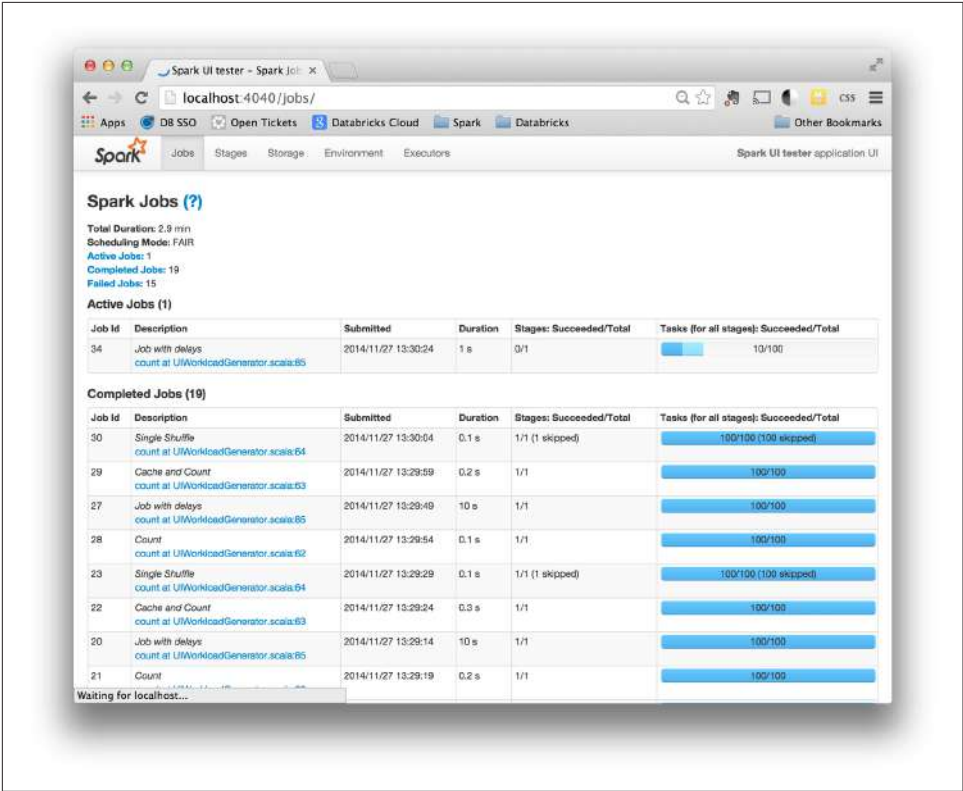 Spark UI tester - Spark Job ×
localhost:4040/jobs/
CSS
Apps DB SSO Open Tickets Databricks Cloud Spark Databricks Other Bookmarks
Spark Jobs Stages Storage Environment Executors Spark UI tester application UI
Spark Jobs (?)
Total Duration: 2.9 min
Scheduling Mode: FAIR
Active Jobs: 1
Completed Jobs: 19
Failed Jobs: 15
Active Jobs (1)
Job Id Description Submitted Duration Stages: Succeeded/Total Tasks (for all stages): Succeeded/Total
34 Job with delays 2014/11/27 13:30:24 1 s 0/1 10/100
count at UIWorkloadGenerator.scala:85
Completed Jobs (19)
Job Id Description Submitted Duration Stages: Succeeded/Total Tasks (for all stages): Succeeded/Total
30 Single Shuffle 2014/11/27 13:30:04 0.1 s 1/1 (1 skipped) 100/100 (100 skipped)
count at UIWorkloadGenerator.scala:64
29 Cache and Count 2014/11/27 13:29:59 0.2 s 1/1 100/100
count at UIWorkloadGenerator.scala:63
27 Job with delays 2014/11/27 13:29:49 10 s 1/1 100/100
count at UIWorkloadGenerator.scala:85
28 Count 2014/11/27 13:29:54 0.1 s 1/1 100/100
count at UIWorkloadGenerator.scala:62
23 Single Shuffle 2014/11/27 13:29:29 0.1 s 1/1 (1 skipped) 100/100 (100 skipped)
count at UIWorkloadGenerator.scala:64
22 Cache and Count 2014/11/27 13:29:24 0.3 s 1/1 100/100
count at UIWorkloadGenerator.scala:63
20 Job with delays 2014/11/27 13:29:14 10 s 1/1 100/100
count at UIWorkloadGenerator.scala:85
21 Count 2014/11/27 13:29:19 0.2 s 1/1 100/100
Waiting for localhost...